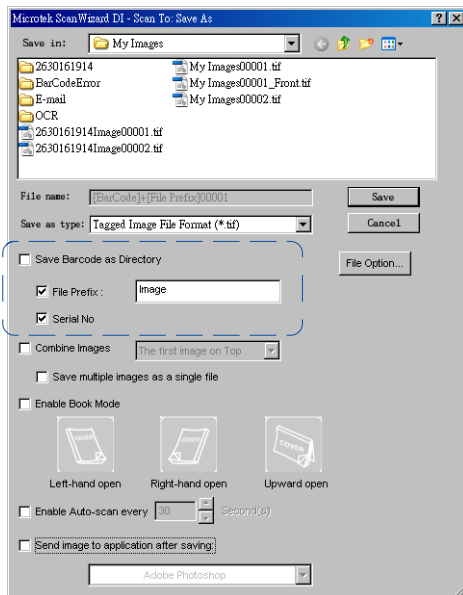 Microtek ScanWizard DI - Scan To: Save As
Save in: My Images
2630161914 My Images00001.tif
BarCodeError My Images00001_Front.tif
E-mail My Images00002.tif
OCR
2630161914Image00001.tif
2630161914Image00002.tif
File name: [BarCode]+[File Prefix]00001 Save
Save as type: Tagged Image File Format (*.tif) Cancel
Save Barcode as Directory File Option...
File Prefix : Image
Serial No
Combine Images The first image on Top
Save multiple images as a single file
Enable Book Mode
COVER COVER COVER
Left-hand open Right-hand open Upward open
Enable Auto-scan every 30 Second(s)
Send image to application after saving:
Adobe Photoshop